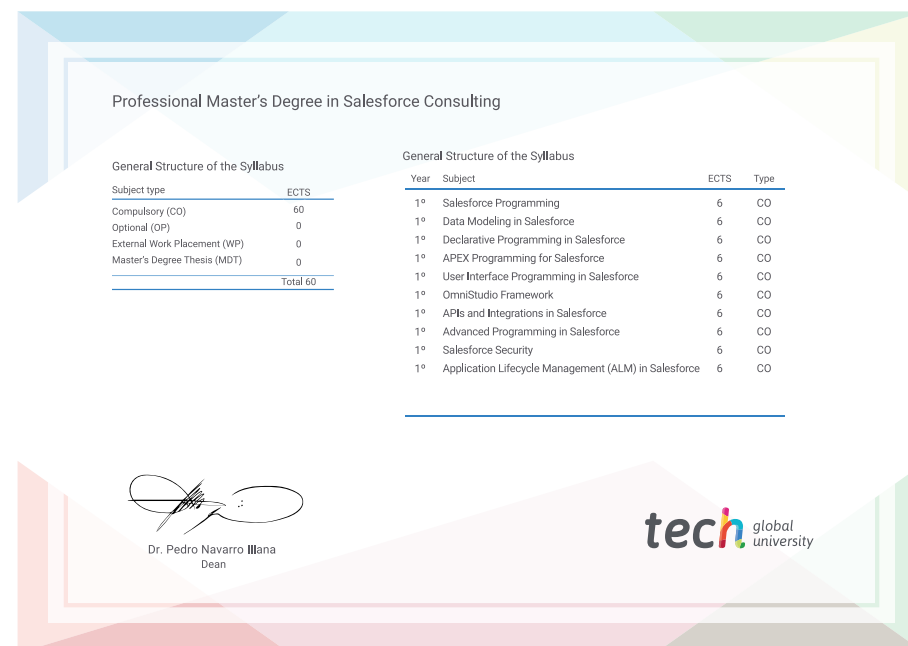 Professional Master's Degree in Salesforce Consulting
General Structure of the Syllabus
Subject type ECTS
Compulsory (CO) 60
Optional (OP) 0
External Work Placement (WP) 0
Master's Degree Thesis (MDT) 0
Total 60
General Structure of the Syllabus
Year Subject ECTS Type
1º Salesforce Programming 6 CO
1º Data Modeling in Salesforce 6 CO
1º Declarative Programming in Salesforce 6 CO
1º APEX Programming for Salesforce 6 CO
1º User Interface Programming in Salesforce 6 CO
1º OmniStudio Framework 6 CO
1º APIs and Integrations in Salesforce 6 CO
1º Advanced Programming in Salesforce 6 CO
1º Salesforce Security 6 CO
1º Application Lifecycle Management (ALM) in Salesforce 6 CO
Dr. Pedro Navarro Illana
Dean
tech global
university